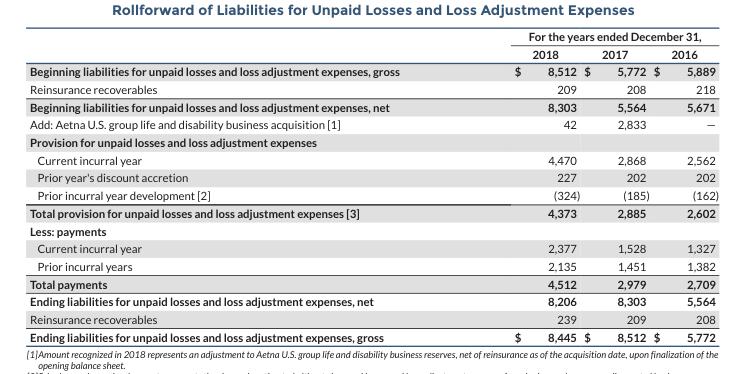 Rollforward of Liabilities for Unpaid Losses and Loss Adjustment Expenses
For the years ended December 31,
2018 2017 2016
Beginning liabilities for unpaid losses and loss adjustment expenses, gross $ 8,512 $ 5,772 $ 5,889
Reinsurance recoverables 209 208 218
Beginning liabilities for unpaid losses and loss adjustment expenses, net 8,303 5,564 5,671
Add: Aetna U.S. group life and disability business acquisition [1] 42 2,833 —
Provision for unpaid losses and loss adjustment expenses
Current incurral year 4,470 2,868 2,562
Prior year's discount accretion 227 202 202
Prior incurral year development [2] (324) (185) (162)
Total provision for unpaid losses and loss adjustment expenses [3] 4,373 2,885 2,602
Less: payments
Current incurral year 2,377 1,528 1,327
Prior incurral years 2,135 1,451 1,382
Total payments 4,512 2,979 2,709
Ending liabilities for unpaid losses and loss adjustment expenses, net 8,206 8,303 5,564
Reinsurance recoverables 239 209 208
Ending liabilities for unpaid losses and loss adjustment expenses, gross $ 8,445 $ 8,512 $ 5,772
[1]Amount recognized in 2018 represents an adjustment to Aetna U.S. group life and disability business reserves, net of reinsurance as of the acquisition date, upon finalization of the
opening balance sheet.